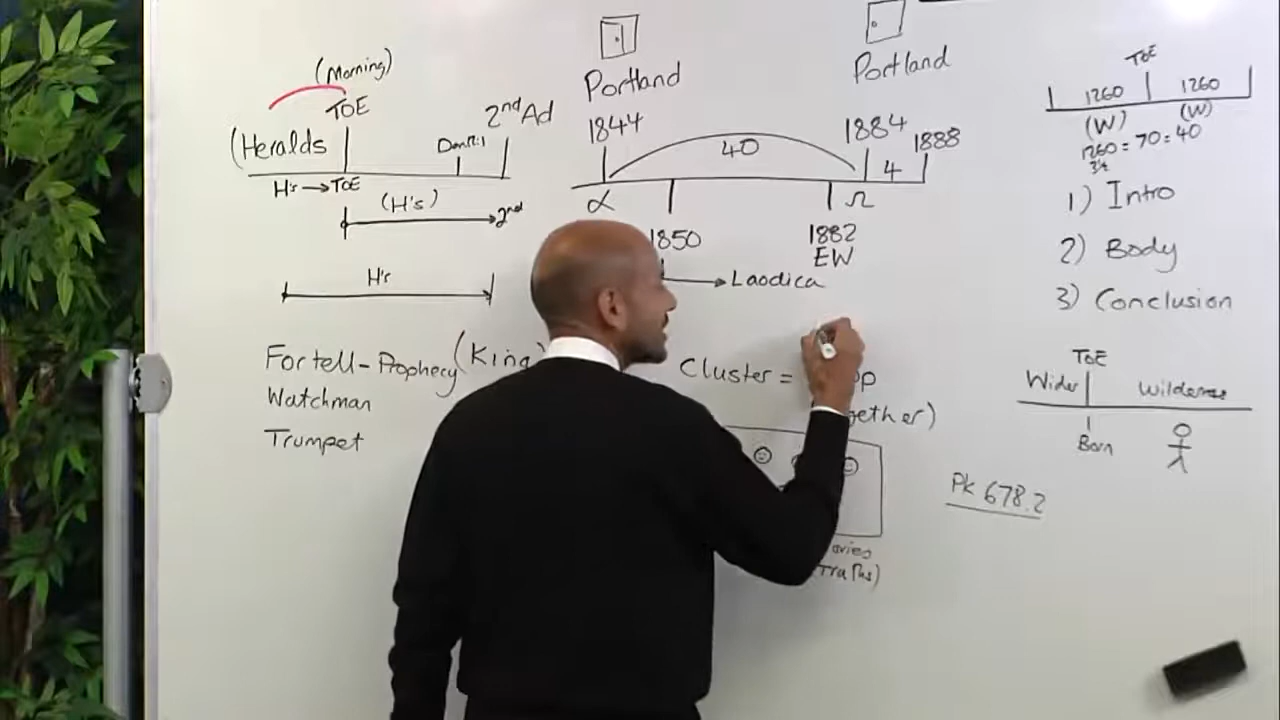 (Morning)
TOE
(Heralds
2nd Ad
H's → TOE
(H's)
2nd
H's
Fortell-Prophecy (King)
Watchman
Trumpet
Portland
Portland
1844
40
1884
1888
4
α
Ω
1850
1882
EW
Laodica
Cluster =
1260
TOE
1260
(W)
(W)
1260 = 70 = 40
3½
1) Intro
2) Body
3) Conclusion
TOE
Wilderness
Born
PK 678.2